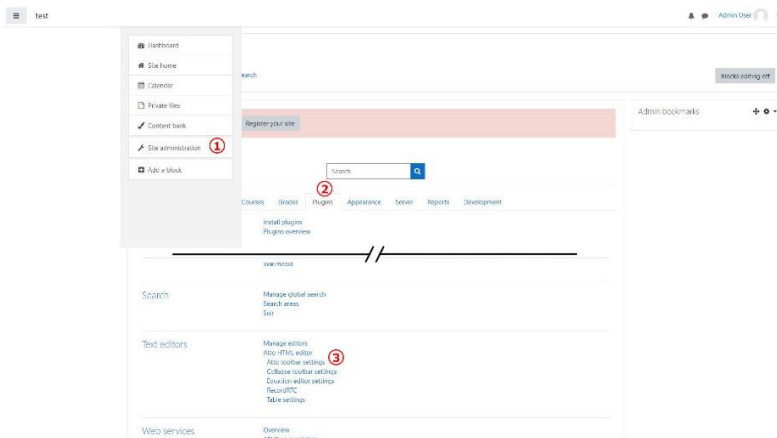 test
Admin User
Dashboard
Site home
Calendar
Private files
Content bank
Site administration
①
Add a block
search
Blocks editing off
Register your site
Admin bookmarks
Search
②
Courses Grades Plugins Appearance Server Reports Development
Install plugins
Plugins overview
Search
Manage global search
Search areas
Solr
Text editors
Manage editors
Atto HTML editor
Atto toolbar settings
③
Collapse toolbar settings
Equation editor settings
RecordRTC
Table settings
Web services
Overview